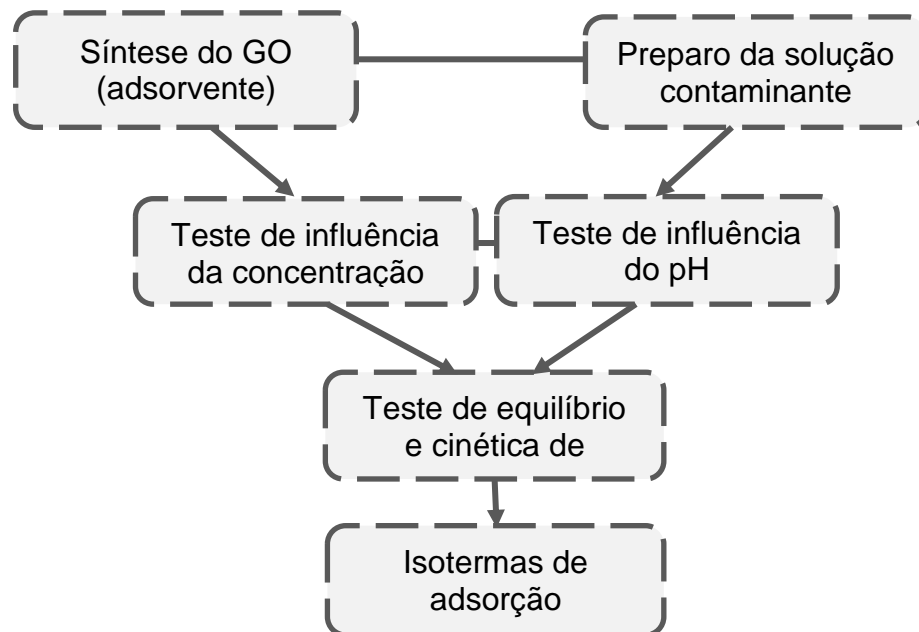 Síntese do GO
(adsorvente)
Preparo da solução
contaminante
Teste de influência
da concentração
Teste de influência
do pH
Teste de equilíbrio
e cinética de
Isotermas de
adsorção